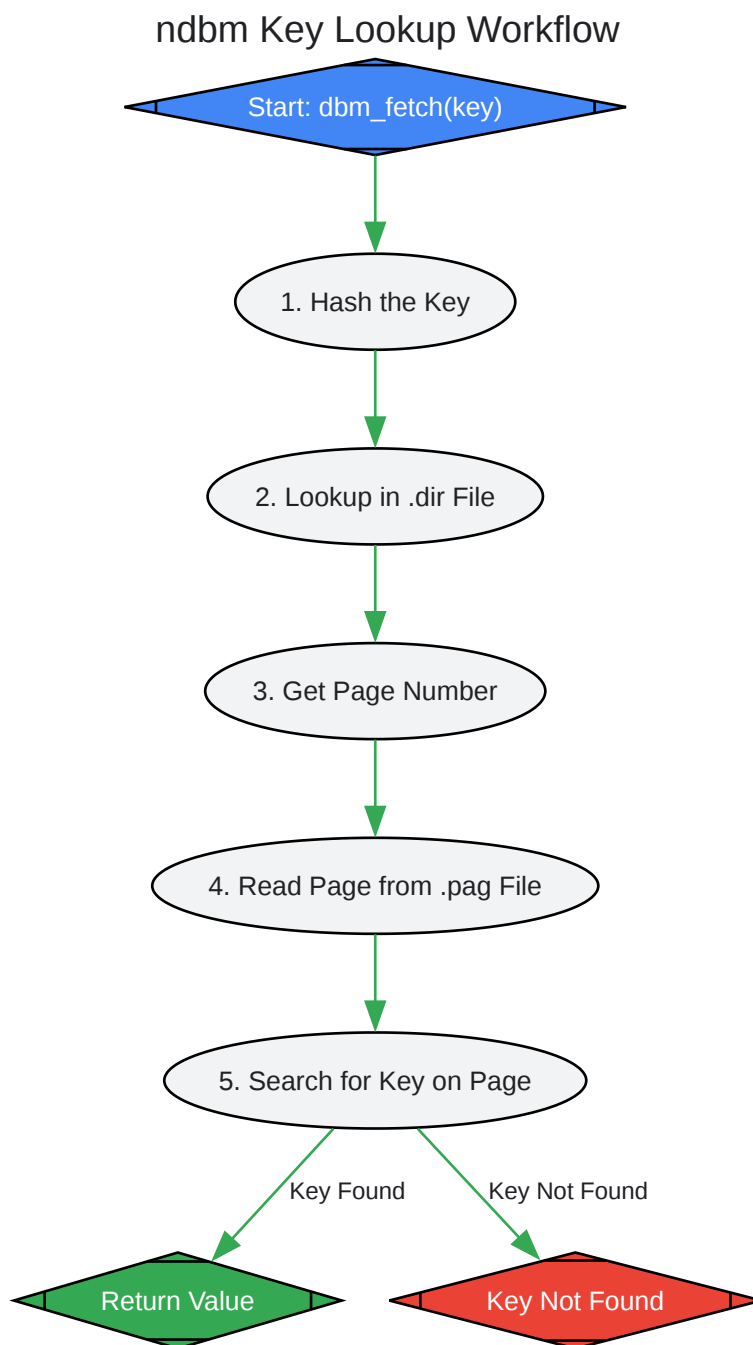 ndbm Key Lookup Workflow
Start: dbm_fetch(key)
1. Hash the Key
2. Lookup in .dir File
3. Get Page Number
4. Read Page from .pag File
5. Search for Key on Page
Key Found
Key Not Found
Return Value
Key Not Found